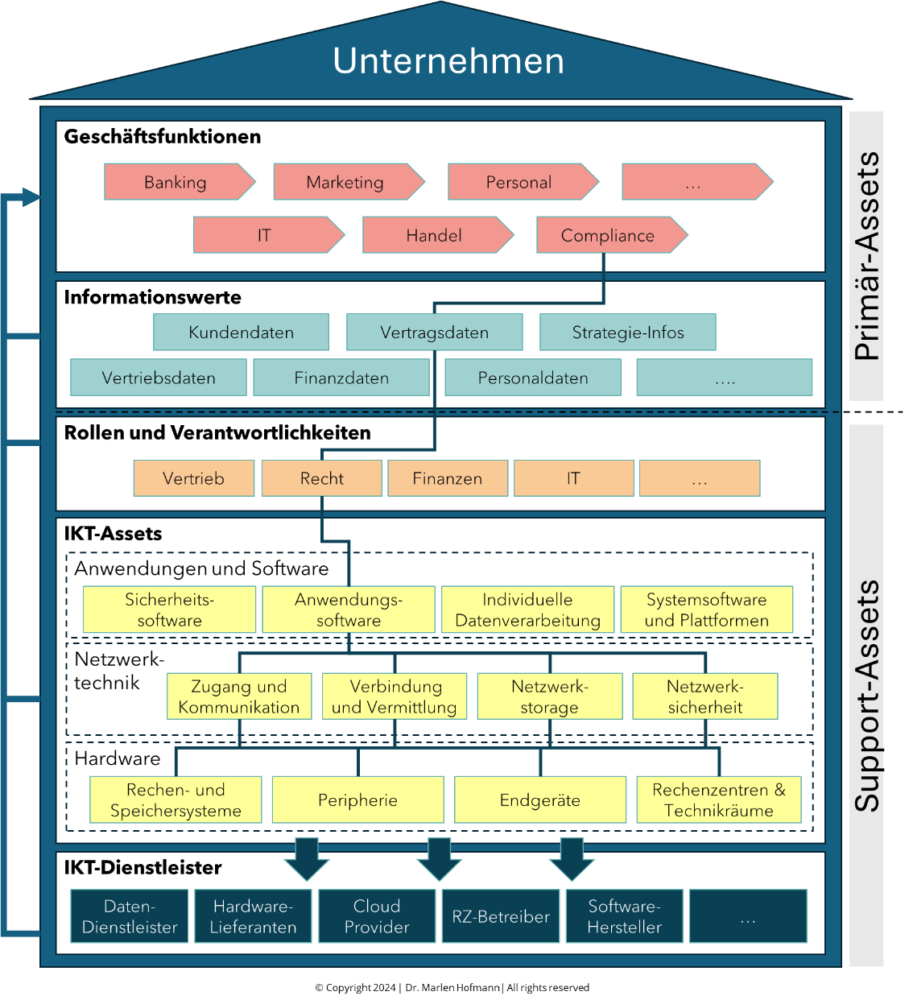 Unternehmen
Geschäftsfunktionen
Banking
Marketing
Personal
...
IT
Handel
Compliance
Informationswerte
Kundendaten
Vertragsdaten
Strategie-Infos
Vertriebsdaten
Finanzdaten
Personaldaten
....
Primär-Assets
Rollen und Verantwortlichkeiten
Vertrieb
Recht
Finanzen
IT
...
IKT-Assets
Anwendungen und Software
Sicherheits-
software
Anwendungs-
software
Individuelle
Datenverarbeitung
Systemsoftware
und Plattformen
Netzwerk-
technik
Zugang und
Kommunikation
Verbindung
und Vermittlung
Netzwerk-
storage
Netzwerk-
sicherheit
Hardware
Rechen- und
Speichersysteme
Peripherie
Endgeräte
Rechenzentren &
Technikräume
IKT-Dienstleister
Daten-
Dienstleister
Hardware-
Lieferanten
Cloud
Provider
RZ-Betreiber
Software-
Hersteller
...
Support-Assets
© Copyright 2024 | Dr. Marlen Hofmann| All rights reserved